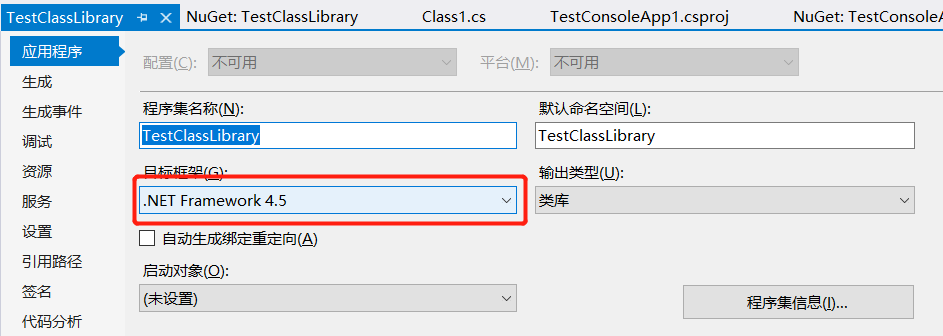 TestClassLibrary NuGet: TestClassLibrary Class1.cs TestConsoleApp1.csproj NuGet: TestConsoleA
应用程序
生成
生成事件
调试
资源
服务
设置
引用路径
签名
代码分析
配置(C): 不可用 平台(M): 不可用
程序集名称(N): 默认命名空间(L):
TestClassLibrary TestClassLibrary
目标框架(G): 输出类型(U):
.NET Framework 4.5 类库
自动生成绑定重定向(A)
启动对象(O):
(未设置) 程序集信息(I)...